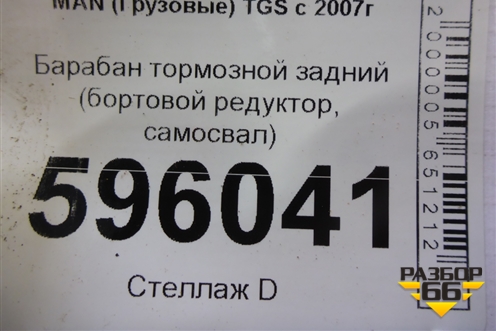 MAN (Грузовые) TGS с 2007г
Барабан тормозной задний
(бортовой редуктор,
самосвал)
596041
Стеллаж D
2000005651212
РАЗБОР
66